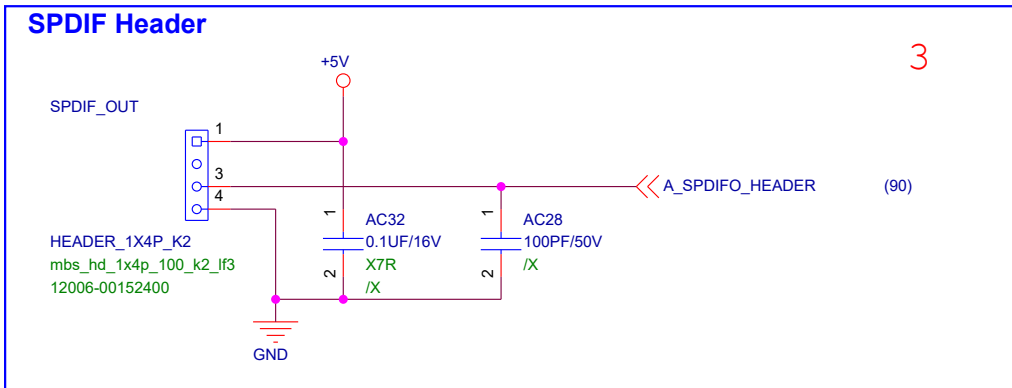 SPDIF Header
3
+5V
SPDIF_OUT
1
3
4
A_SPDIFO_HEADER (90)
1
AC32
0.1UF/16V
X7R
/X
2
1
AC28
100PF/50V
/X
2
HEADER_1X4P_K2
mbs_hd_1x4p_100_k2_lf3
12006-00152400
GND